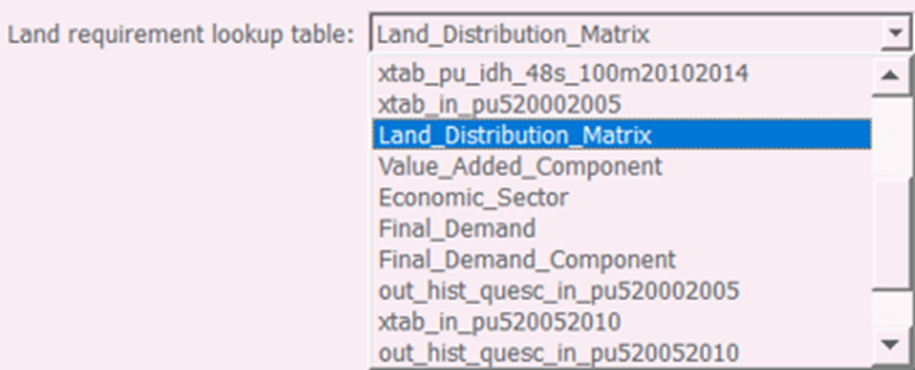 Land requirement lookup table: Land_Distribution_Matrix
xtab_pu_idh_48s_100m20102014
xtab_in_pu520002005
Land_Distribution_Matrix
Value_Added_Component
Economic_Sector
Final_Demand
Final_Demand_Component
out_hist_quesc_in_pu520002005
xtab_in_pu520052010
out_hist_quesc_in_pu520052010